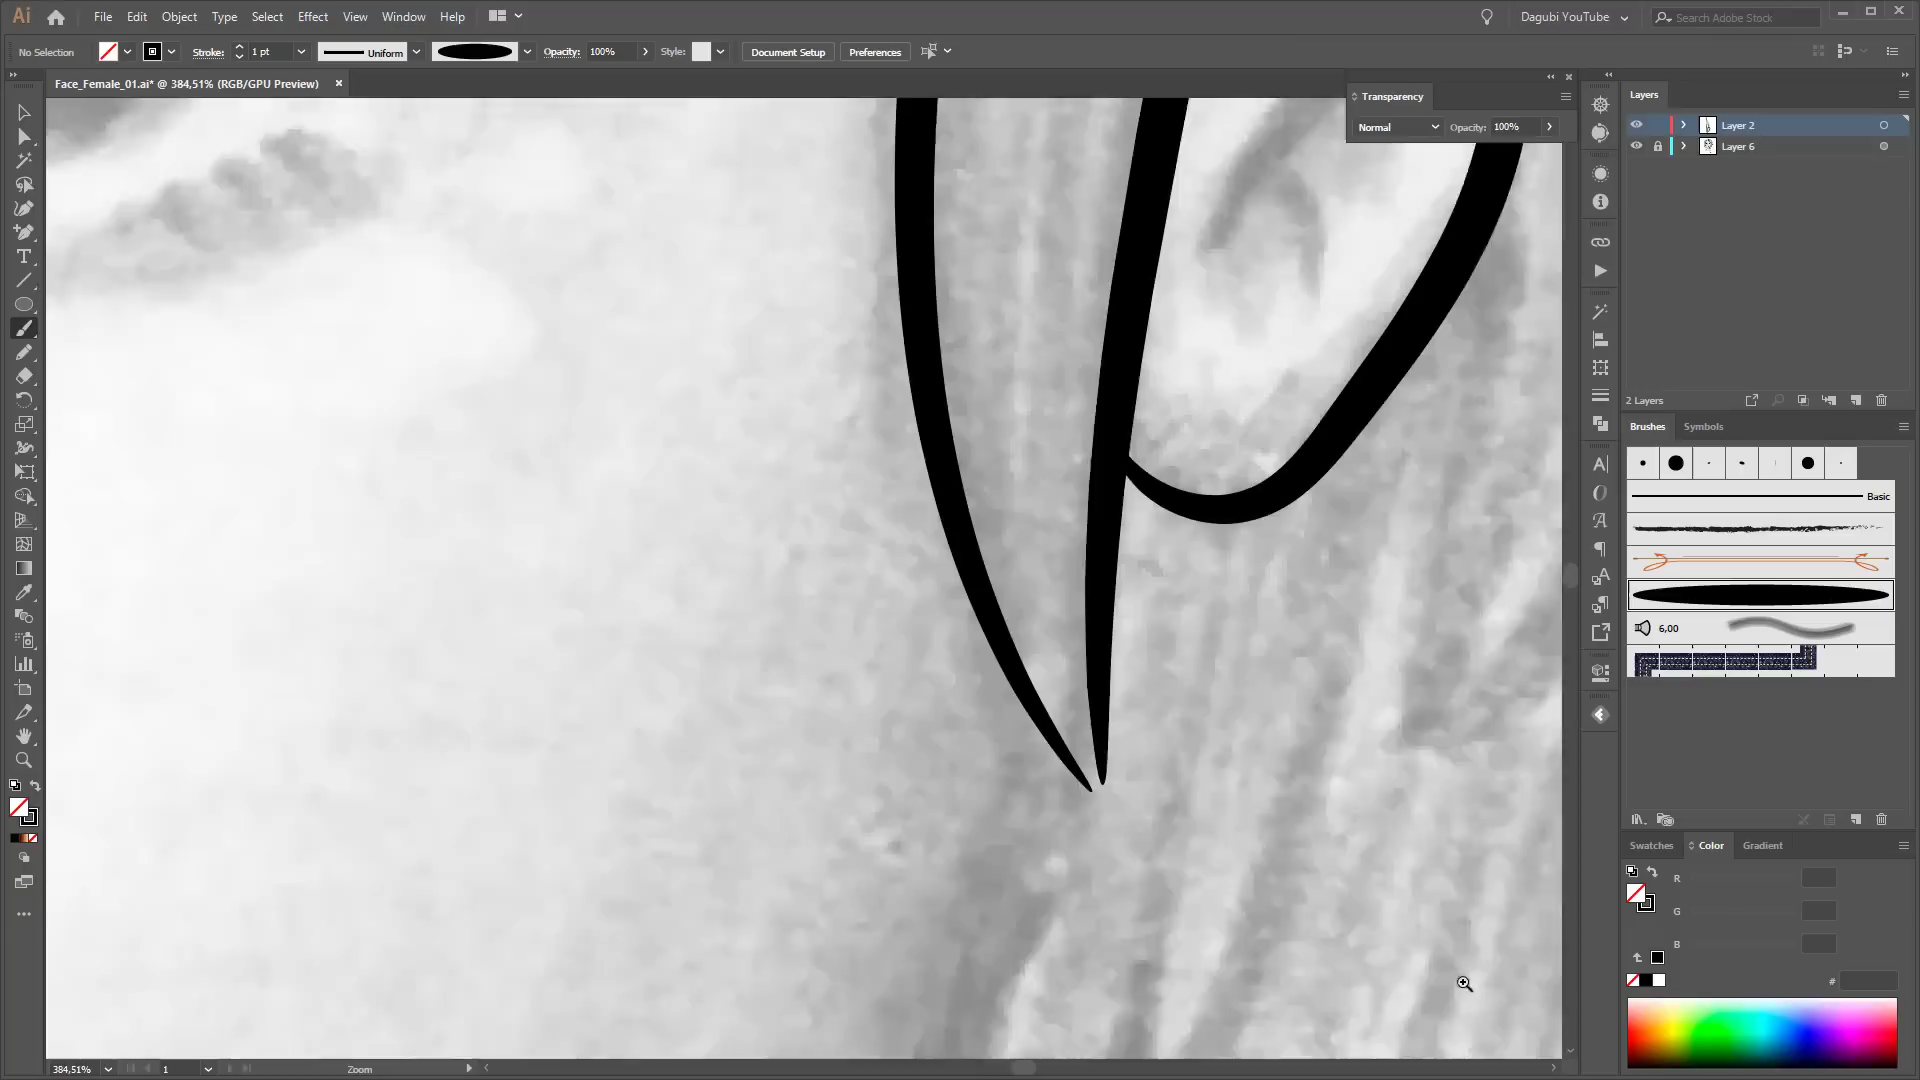 Ai File Edit Object Type Select Effect View Window Help Dagubi YouTube Search Adobe Stock
No Selection Stroke: 1 pt Uniform Opacity: 100% Style: Document Setup Preferences
Face_Female_01.ai* @ 384,51% (RGB/GPU Preview)
Transparency
Normal Opacity: 100%
Layers
Layer 2
Layer 6
2 Layers
Brushes Symbols
Basic
6,00
Swatches Color Gradient
R
G
B
#
384,51% 1 Zoom